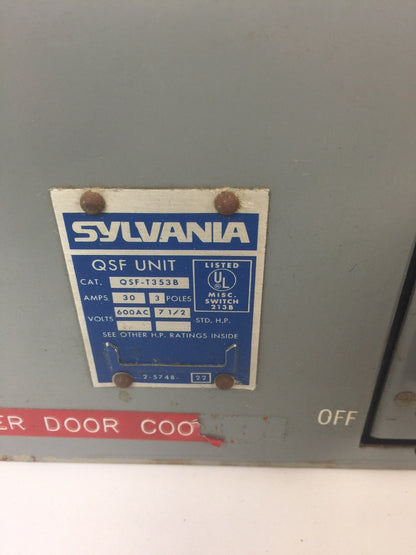 SYLVANIA
QSF UNIT
CAT. QSF-T353B
AMPS 30 3 POLES
VOLTS 600AC 7 1/2 STD. H.P.
SEE OTHER H.P. RATINGS INSIDE
2-5748- 22
LISTED
UL
MISC.
SWITCH
213B
ER DOOR COO
OFF